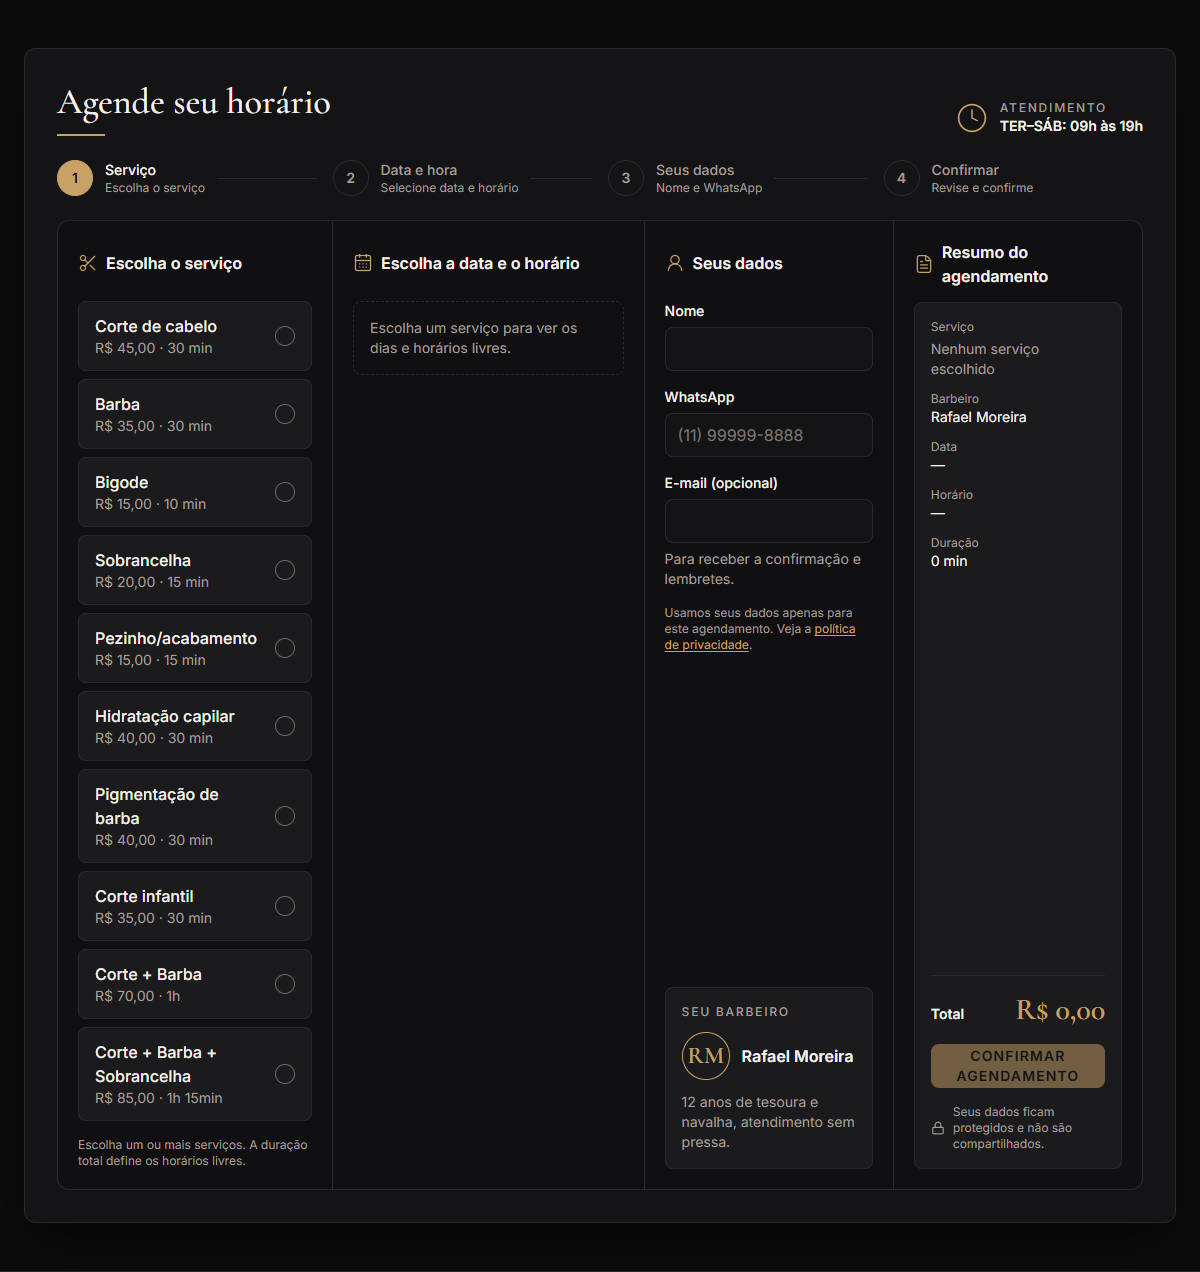 Agende seu horário
ATENDIMENTO
TER–SÁB: 09h às 19h
1
Serviço
Escolha o serviço
2
Data e hora
Selecione data e horário
3
Seus dados
Nome e WhatsApp
4
Confirmar
Revise e confirme
Escolha o serviço
Corte de cabelo
R$ 45,00 · 30 min
Barba
R$ 35,00 · 30 min
Bigode
R$ 15,00 · 10 min
Sobrancelha
R$ 20,00 · 15 min
Pezinho/acabamento
R$ 15,00 · 15 min
Hidratação capilar
R$ 40,00 · 30 min
Pigmentação de
barba
R$ 40,00 · 30 min
Corte infantil
R$ 35,00 · 30 min
Corte + Barba
R$ 70,00 · 1h
Corte + Barba +
Sobrancelha
R$ 85,00 · 1h 15min
Escolha um ou mais serviços. A duração
total define os horários livres.
Escolha a data e o horário
Escolha um serviço para ver os
dias e horários livres.
Seus dados
Nome
WhatsApp
(11) 99999-8888
E-mail (opcional)
Para receber a confirmação e
lembretes.
Usamos seus dados apenas para
este agendamento. Veja a política
de privacidade.
SEU BARBEIRO
RM
Rafael Moreira
12 anos de tesoura e
navalha, atendimento sem
pressa.
Resumo do
agendamento
Serviço
Nenhum serviço
escolhido
Barbeiro
Rafael Moreira
Data
—
Horário
—
Duração
0 min
Total
R$ 0,00
CONFIRMAR
AGENDAMENTO
Seus dados ficam
protegidos e não são
compartilhados.